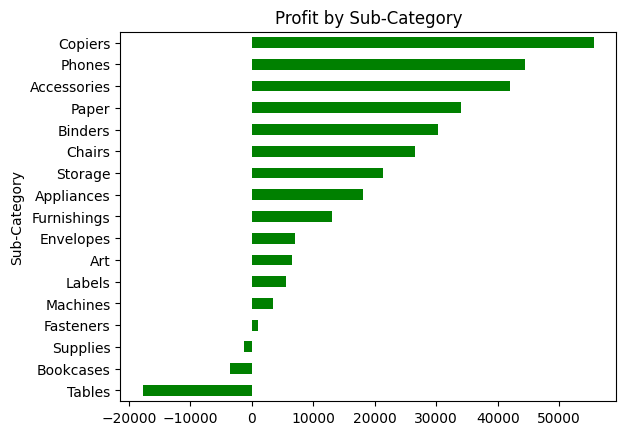 Profit by Sub-Category
Copiers
Phones
Accessories
Paper
Binders
Chairs
Storage
Appliances
Furnishings
Envelopes
Art
Labels
Machines
Fasteners
Supplies
Bookcases
Tables
Sub-Category
−20000 −10000 0 10000 20000 30000 40000 50000